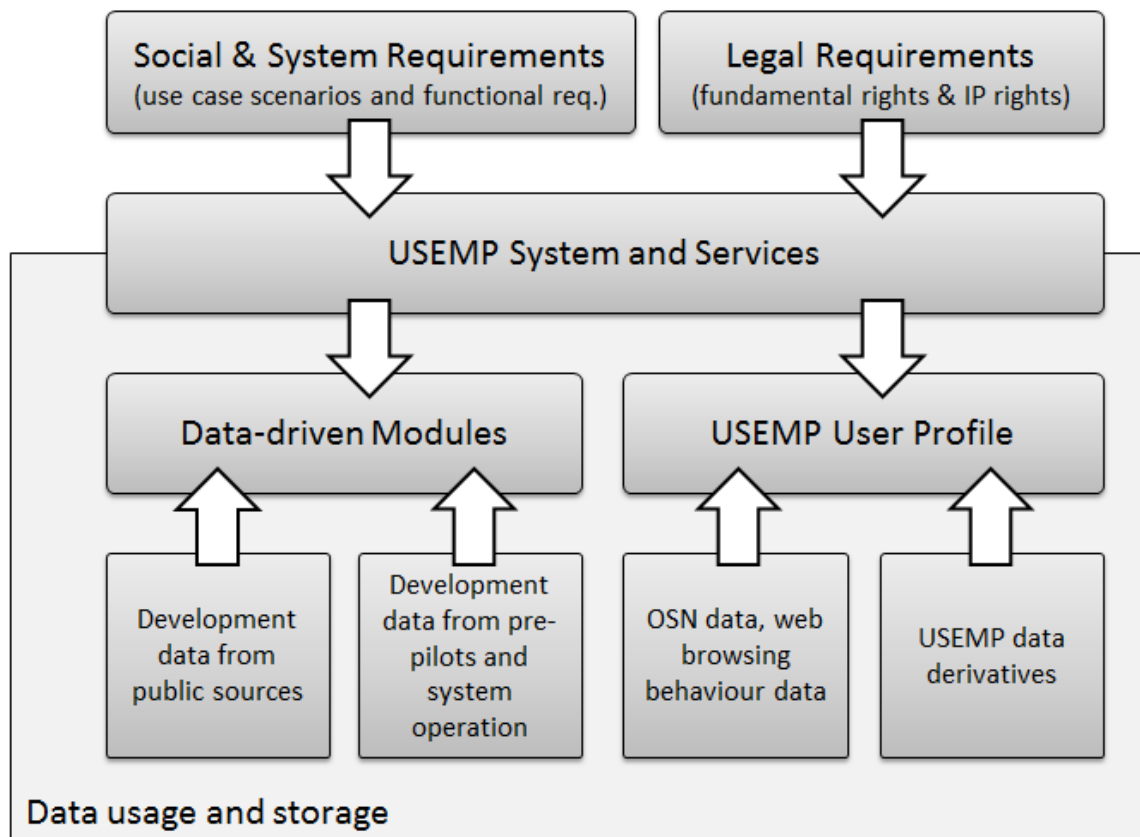 Social & System Requirements
(use case scenarios and functional req.)
Legal Requirements
(fundamental rights & IP rights)
USEMP System and Services
Data-driven Modules
USEMP User Profile
Development
data from
public sources
Development
data from pre-
pilots and
system
operation
OSN data, web
browsing
behaviour data
USEMP data
derivatives
Data usage and storage